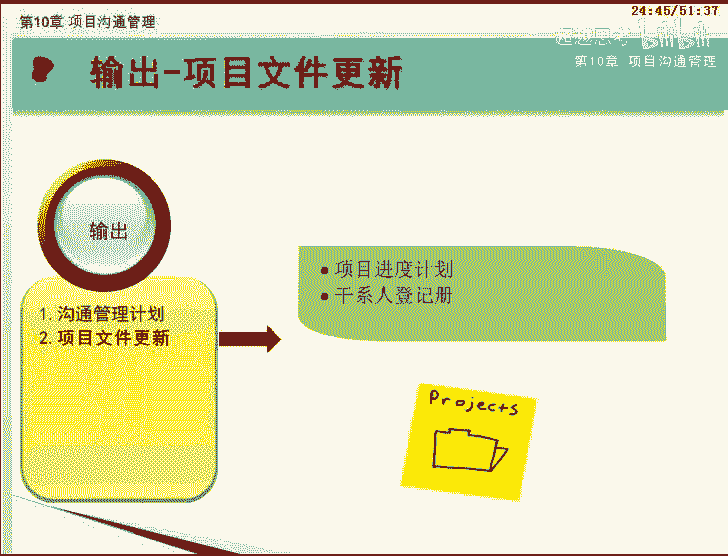 第10章 项目沟通管理
24:45/51:37
bilibili
第10章 项目沟通管理
输出-项目文件更新
输出
1. 沟通管理计划
2. 项目文件更新
● 项目进度计划
● 干系人登记册
Projects